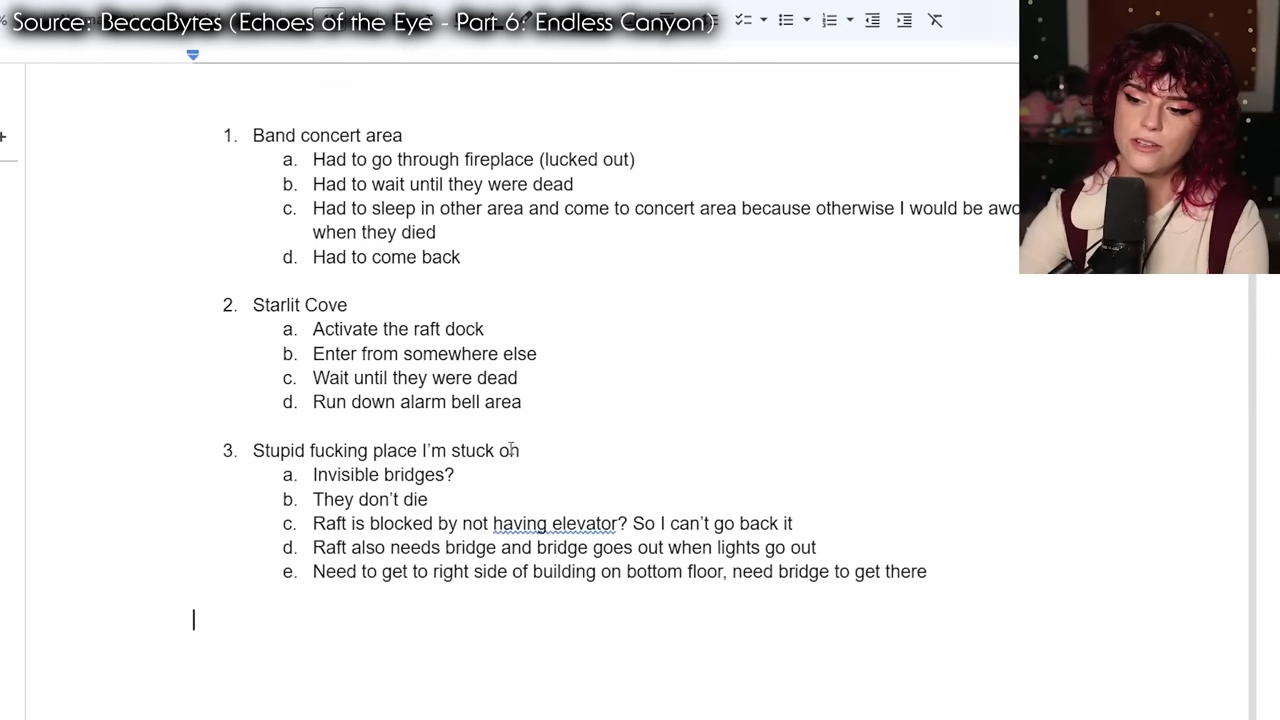 Source: BeccaBytes (Echoes of the Eye - Part 6: Endless Canyon)
1. Band concert area
a. Had to go through fireplace (lucked out)
b. Had to wait until they were dead
c. Had to sleep in other area and come to concert area because otherwise I would be
when they died
d. Had to come back
2. Starlit Cove
a. Activate the raft dock
b. Enter from somewhere else
c. Wait until they were dead
d. Run down alarm bell area
3. Stupid fucking place I'm stuck on
a. Invisible bridges?
b. They don't die
c. Raft is blocked by not having elevator? So I can't go back it
d. Raft also needs bridge and bridge goes out when lights go out
e. Need to get to right side of building on bottom floor, need bridge to get there